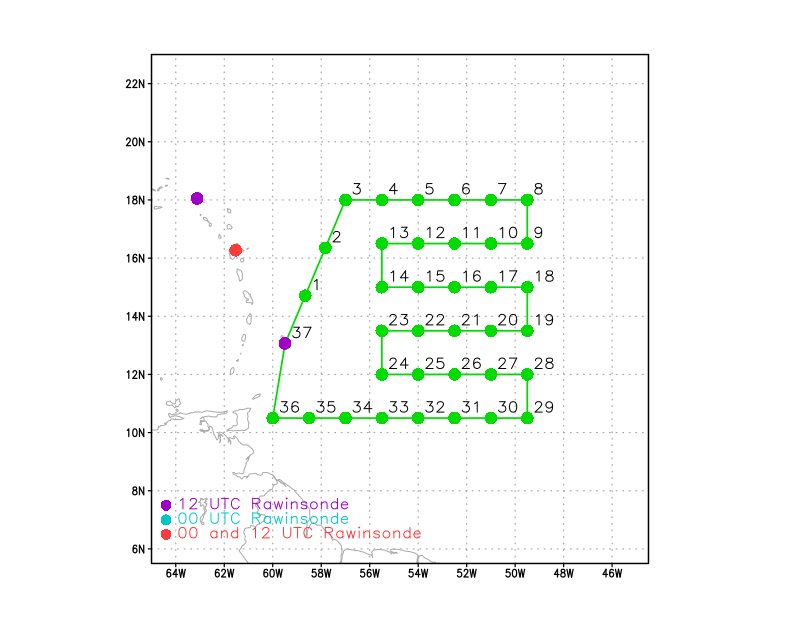 22N
20N
18N
3 4 5 6 7 8
2
13 12 11 10 9
16N
1
14 15 16 17 18
14N
37
23 22 21 20 19
12N
24 25 26 27 28
36 35 34 33 32 31 30 29
10N
8N
12 UTC Rawinsonde
00 UTC Rawinsonde
00 and 12 UTC Rawinsonde
6N
64W 62W 60W 58W 56W 54W 52W 50W 48W 46W